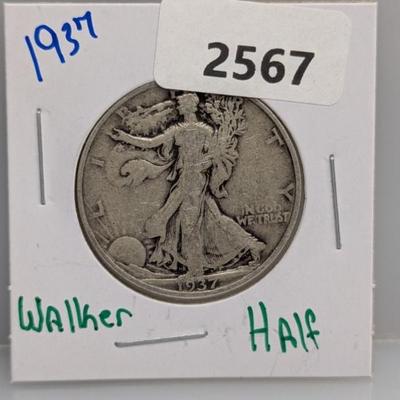 1937
2567
LIBERTY
IN GOD
WE TRUST
1937
Walker
Half